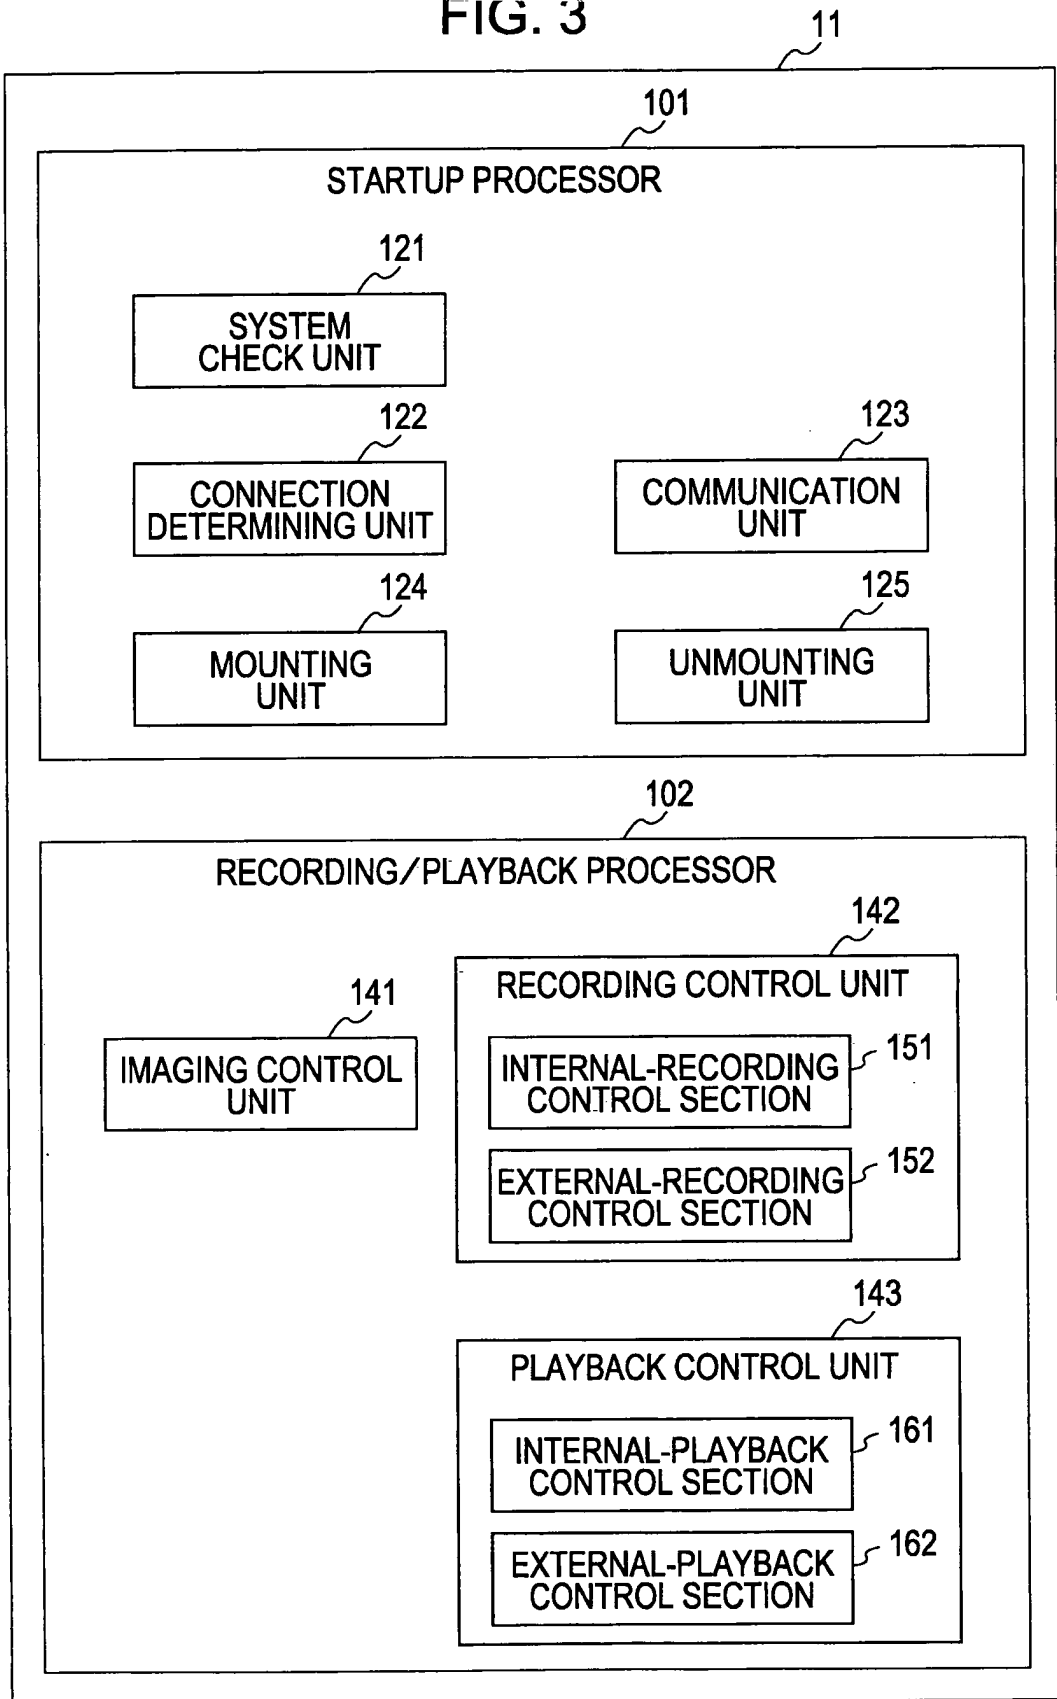 FIG. 3
11
101
STARTUP PROCESSOR
121
SYSTEM
CHECK UNIT
122
CONNECTION
DETERMINING UNIT
123
COMMUNICATION
UNIT
124
MOUNTING
UNIT
125
UNMOUNTING
UNIT
102
RECORDING/PLAYBACK PROCESSOR
141
IMAGING CONTROL
UNIT
142
RECORDING CONTROL UNIT
INTERNAL-RECORDING
CONTROL SECTION
151
EXTERNAL-RECORDING
CONTROL SECTION
152
143
PLAYBACK CONTROL UNIT
INTERNAL-PLAYBACK
CONTROL SECTION
161
EXTERNAL-PLAYBACK
CONTROL SECTION
162